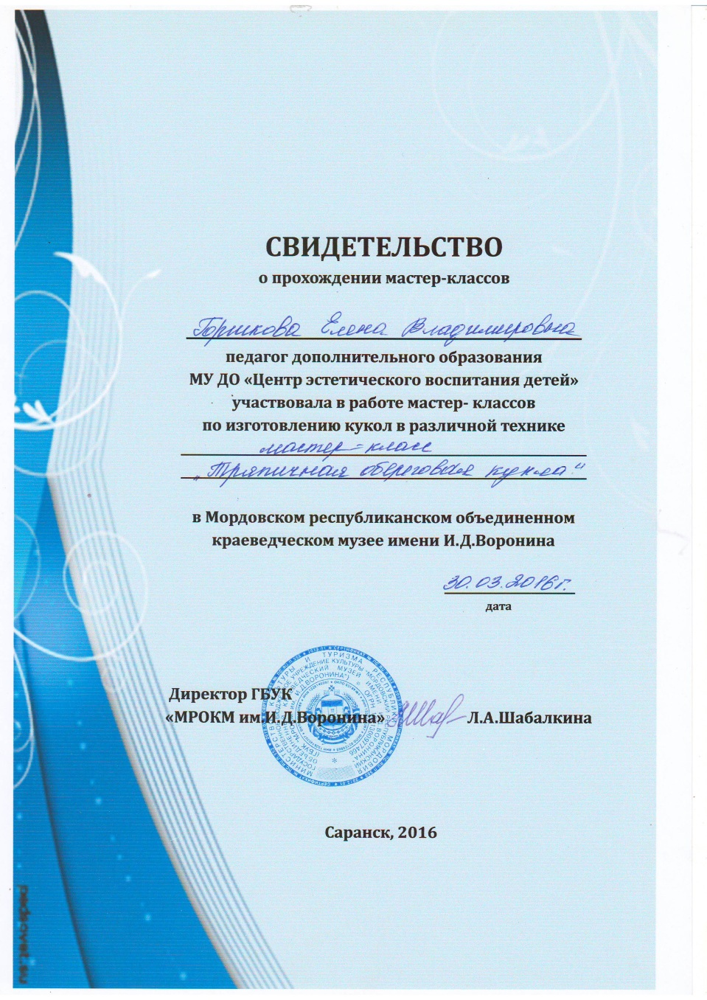 СВИДЕТЕЛЬСТВО
о прохождении мастер-классов
Горшкова Елена Владимировна
педагог дополнительного образования
МУ ДО «Центр эстетического воспитания детей»
участвовала в работе мастер- классов
по изготовлению кукол в различной технике
мастер-класс
„Тряпичная обереговая кукла."
в Мордовском республиканском объединенном
краеведческом музее имени И.Д.Воронина
30.03.2016г.
дата
Директор ГБУК
«МРОКМ им.И.Д.Воронина»
Л.А.Шабалкина
Саранск, 2016
pedsovet.su